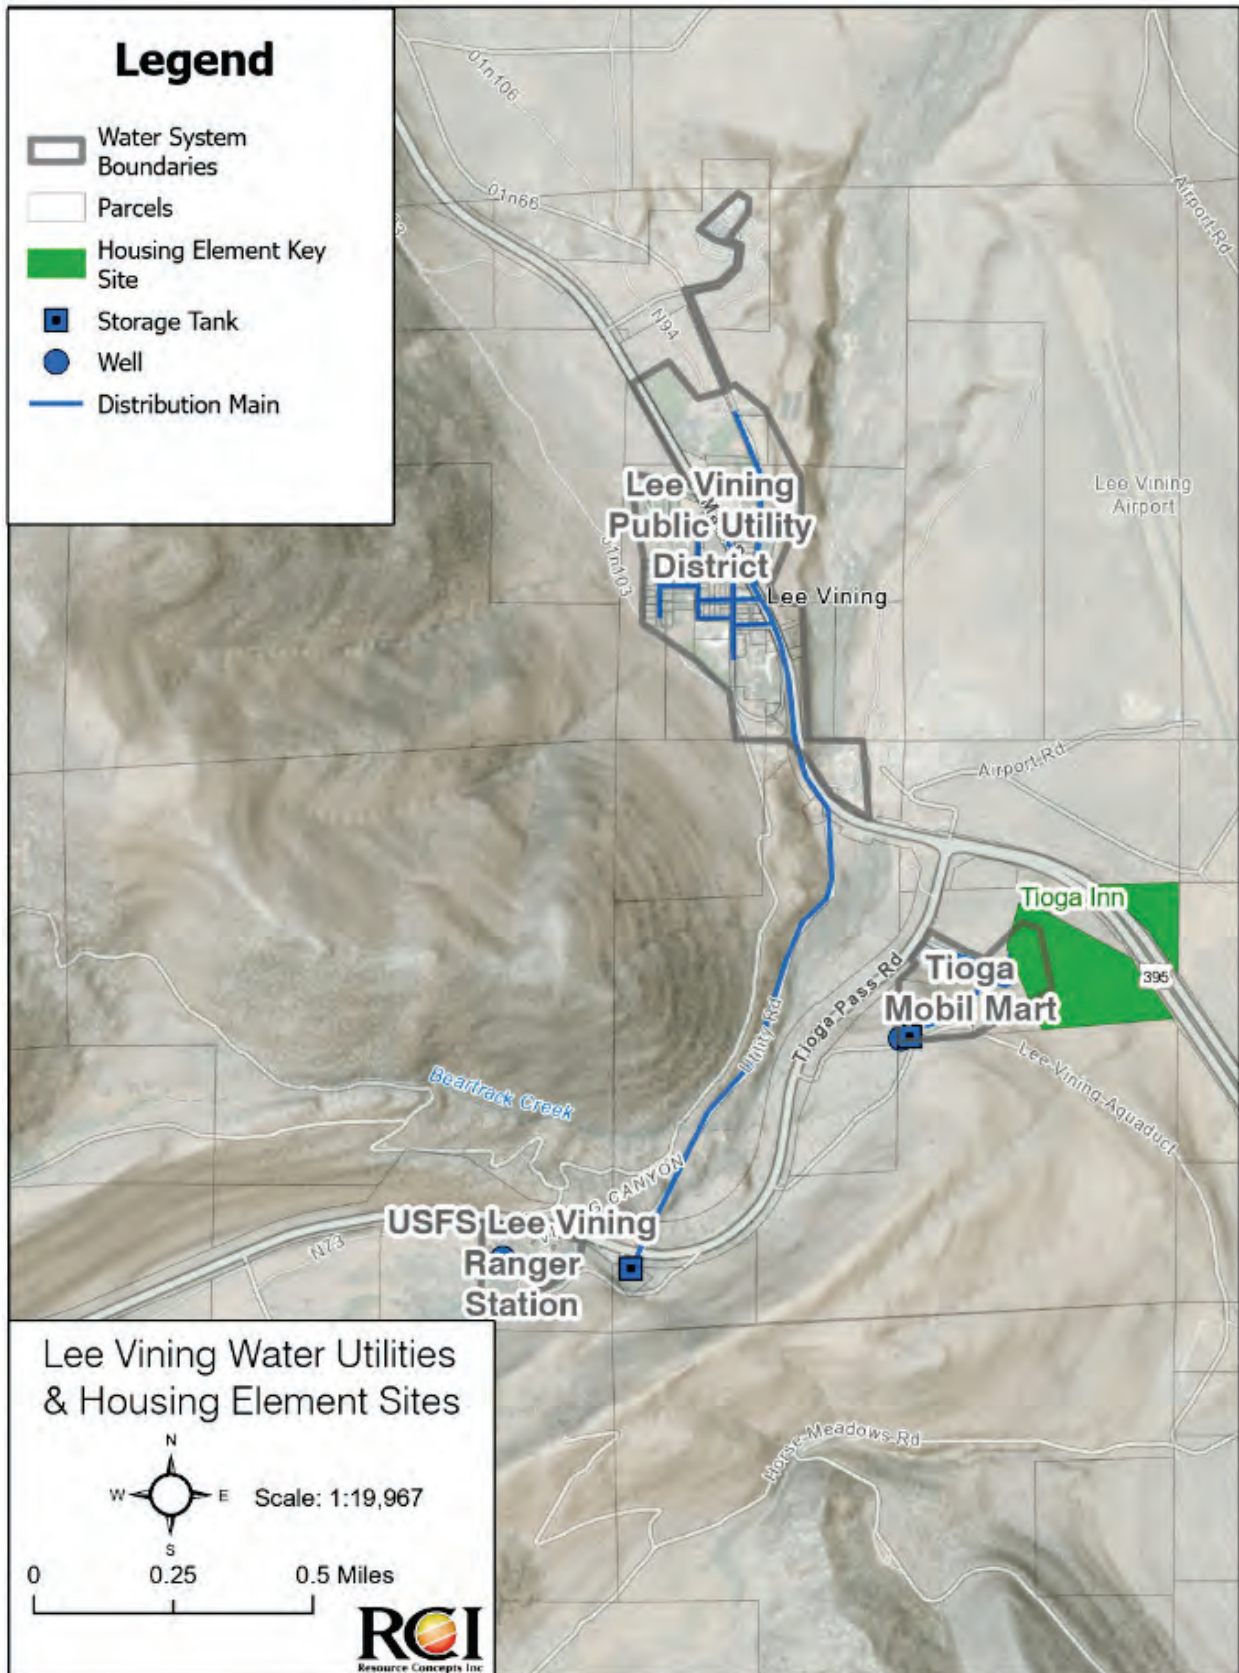 Legend
Water System
Boundaries
Parcels
Housing Element Key
Site
Storage Tank
Well
Distribution Main
01n106
Airport Rd
01n66
N94
Lee Vining
Public Utility
District
Lee Vining
Airport
01n103
Lee Vining
Airport Rd
Tioga Inn
395
Tioga
Mobil Mart
Tioga Pass Rd
Utility Rd
Lee Vining Aquaduct
Beartrack Creek
CANYON
USFS Lee Vining
Ranger
Station
N73
Horse Meadows Rd
Lee Vining Water Utilities
& Housing Element Sites
N
W E
S
Scale: 1:19,967
0 0.25 0.5 Miles
RCI
Resource Concepts Inc